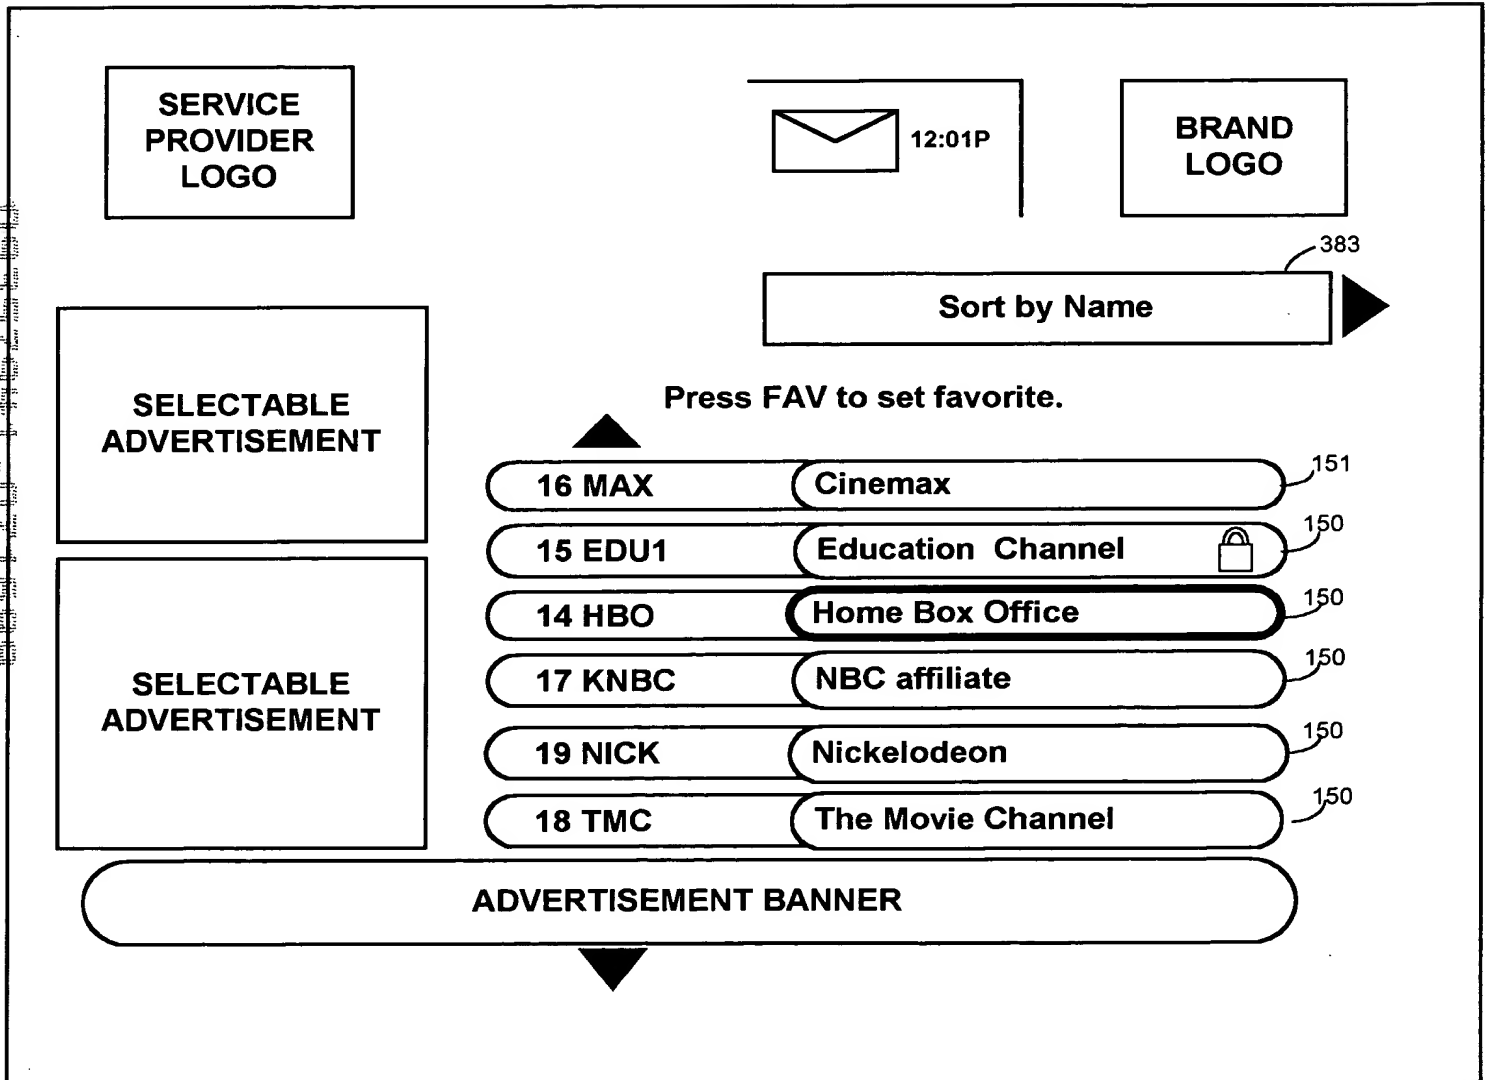 SERVICE
PROVIDER
LOGO
12:01P
BRAND
LOGO
383
Sort by Name
SELECTABLE
ADVERTISEMENT
Press FAV to set favorite.
16 MAX Cinemax 151
15 EDU1 Education Channel 150
14 HBO Home Box Office 150
SELECTABLE
ADVERTISEMENT
17 KNBC NBC affiliate 150
19 NICK Nickelodeon 150
18 TMC The Movie Channel 150
ADVERTISEMENT BANNER